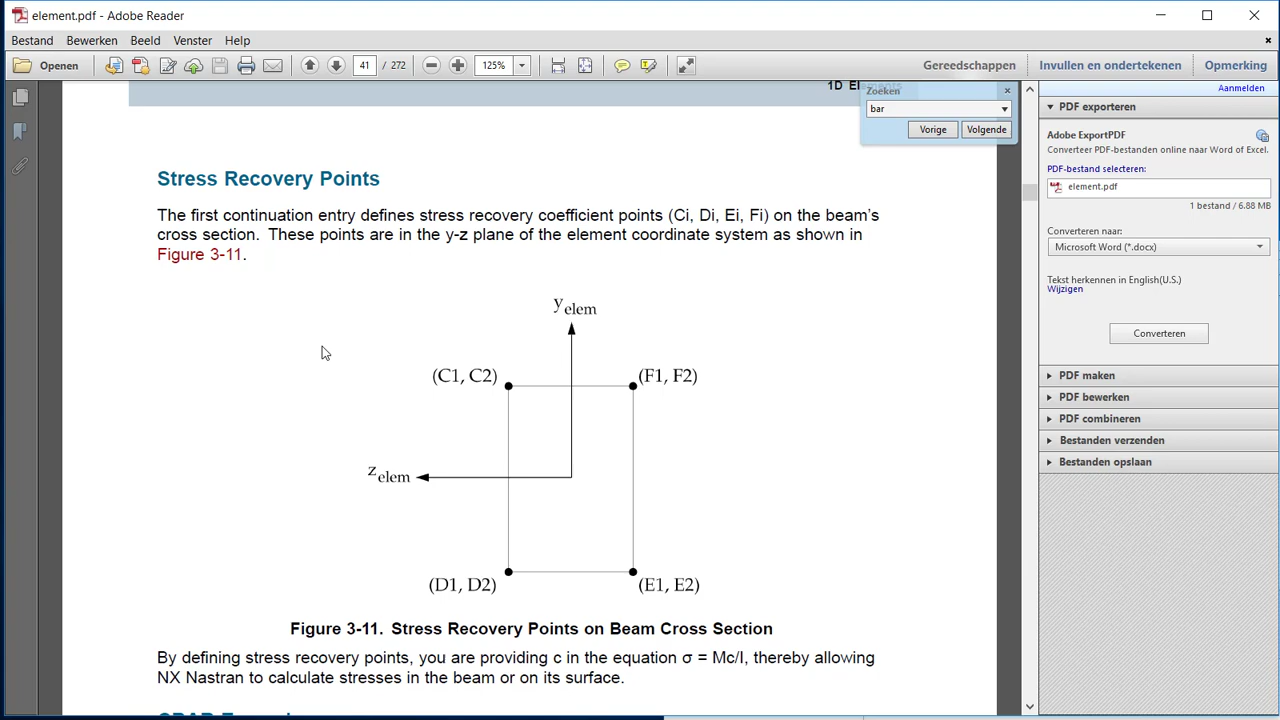 element.pdf - Adobe Reader
Bestand Bewerken Beeld Venster Help
Openen 41 / 272 125% Gereedschappen Invullen en ondertekenen Opmerking
Aanmelden
Zoeken
bar
Vorige Volgende
Stress Recovery Points
The first continuation entry defines stress recovery coefficient points (Ci, Di, Ei, Fi) on the beam's
cross section. These points are in the y-z plane of the element coordinate system as shown in
Figure 3-11.
y elem
(C1, C2) (F1, F2)
z elem
(D1, D2) (E1, E2)
Figure 3-11. Stress Recovery Points on Beam Cross Section
By defining stress recovery points, you are providing c in the equation σ = Mc/I, thereby allowing
NX Nastran to calculate stresses in the beam or on its surface.
PDF exporteren
Adobe ExportPDF
Converteer PDF-bestanden online naar Word of Excel.
PDF-bestand selecteren:
element.pdf
1 bestand / 6.88 MB
Converteren naar:
Microsoft Word (*.docx)
Tekst herkennen in English(U.S.)
Wijzigen
Converteren
PDF maken
PDF bewerken
PDF combineren
Bestanden verzenden
Bestanden opslaan